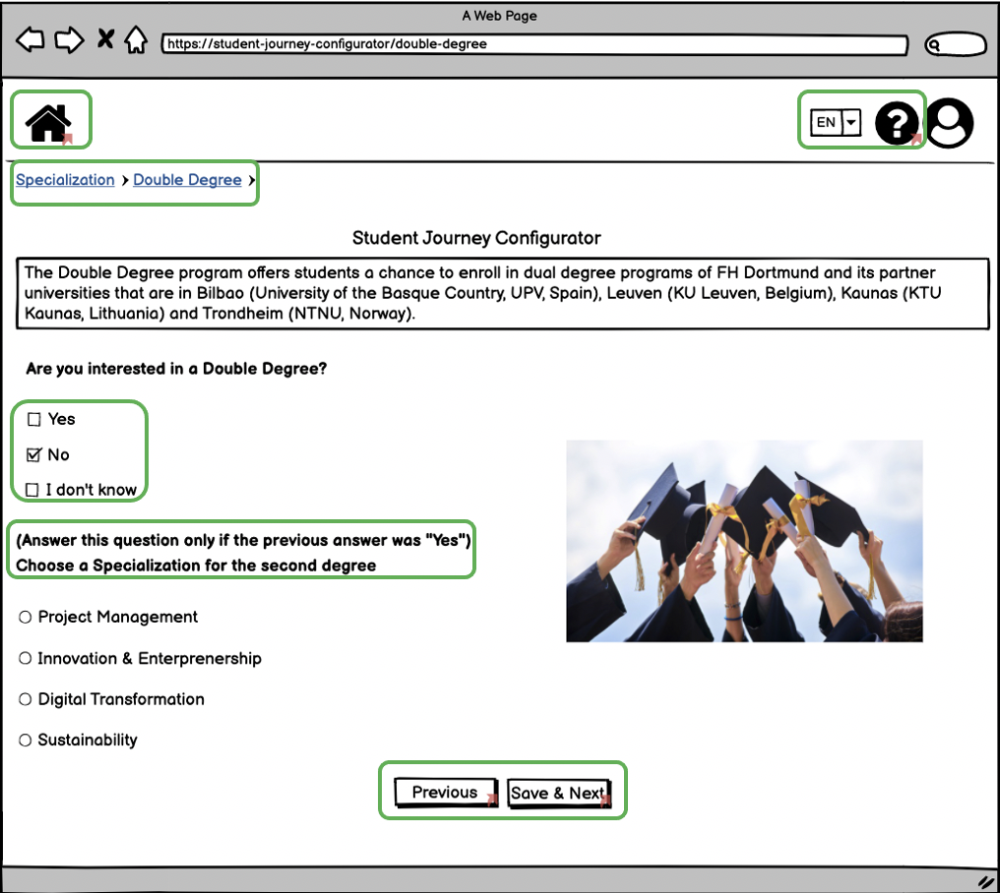 A Web Page
https://student-journey-configurator/double-degree
EN
?
Specialization > Double Degree >
Student Journey Configurator
The Double Degree program offers students a chance to enroll in dual degree programs of FH Dortmund and its partner
universities that are in Bilbao (University of the Basque Country, UPV, Spain), Leuven (KU Leuven, Belgium), Kaunas (KTU
Kaunas, Lithuania) and Trondheim (NTNU, Norway).
Are you interested in a Double Degree?
Yes
No
I don't know
(Answer this question only if the previous answer was "Yes")
Choose a Specialization for the second degree
Project Management
Innovation & Enterprenership
Digital Transformation
Sustainability
Previous
Save & Next